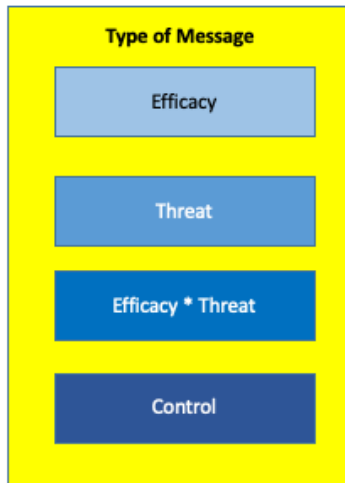 Type of Message
Efficacy
Threat
Efficacy * Threat
Control